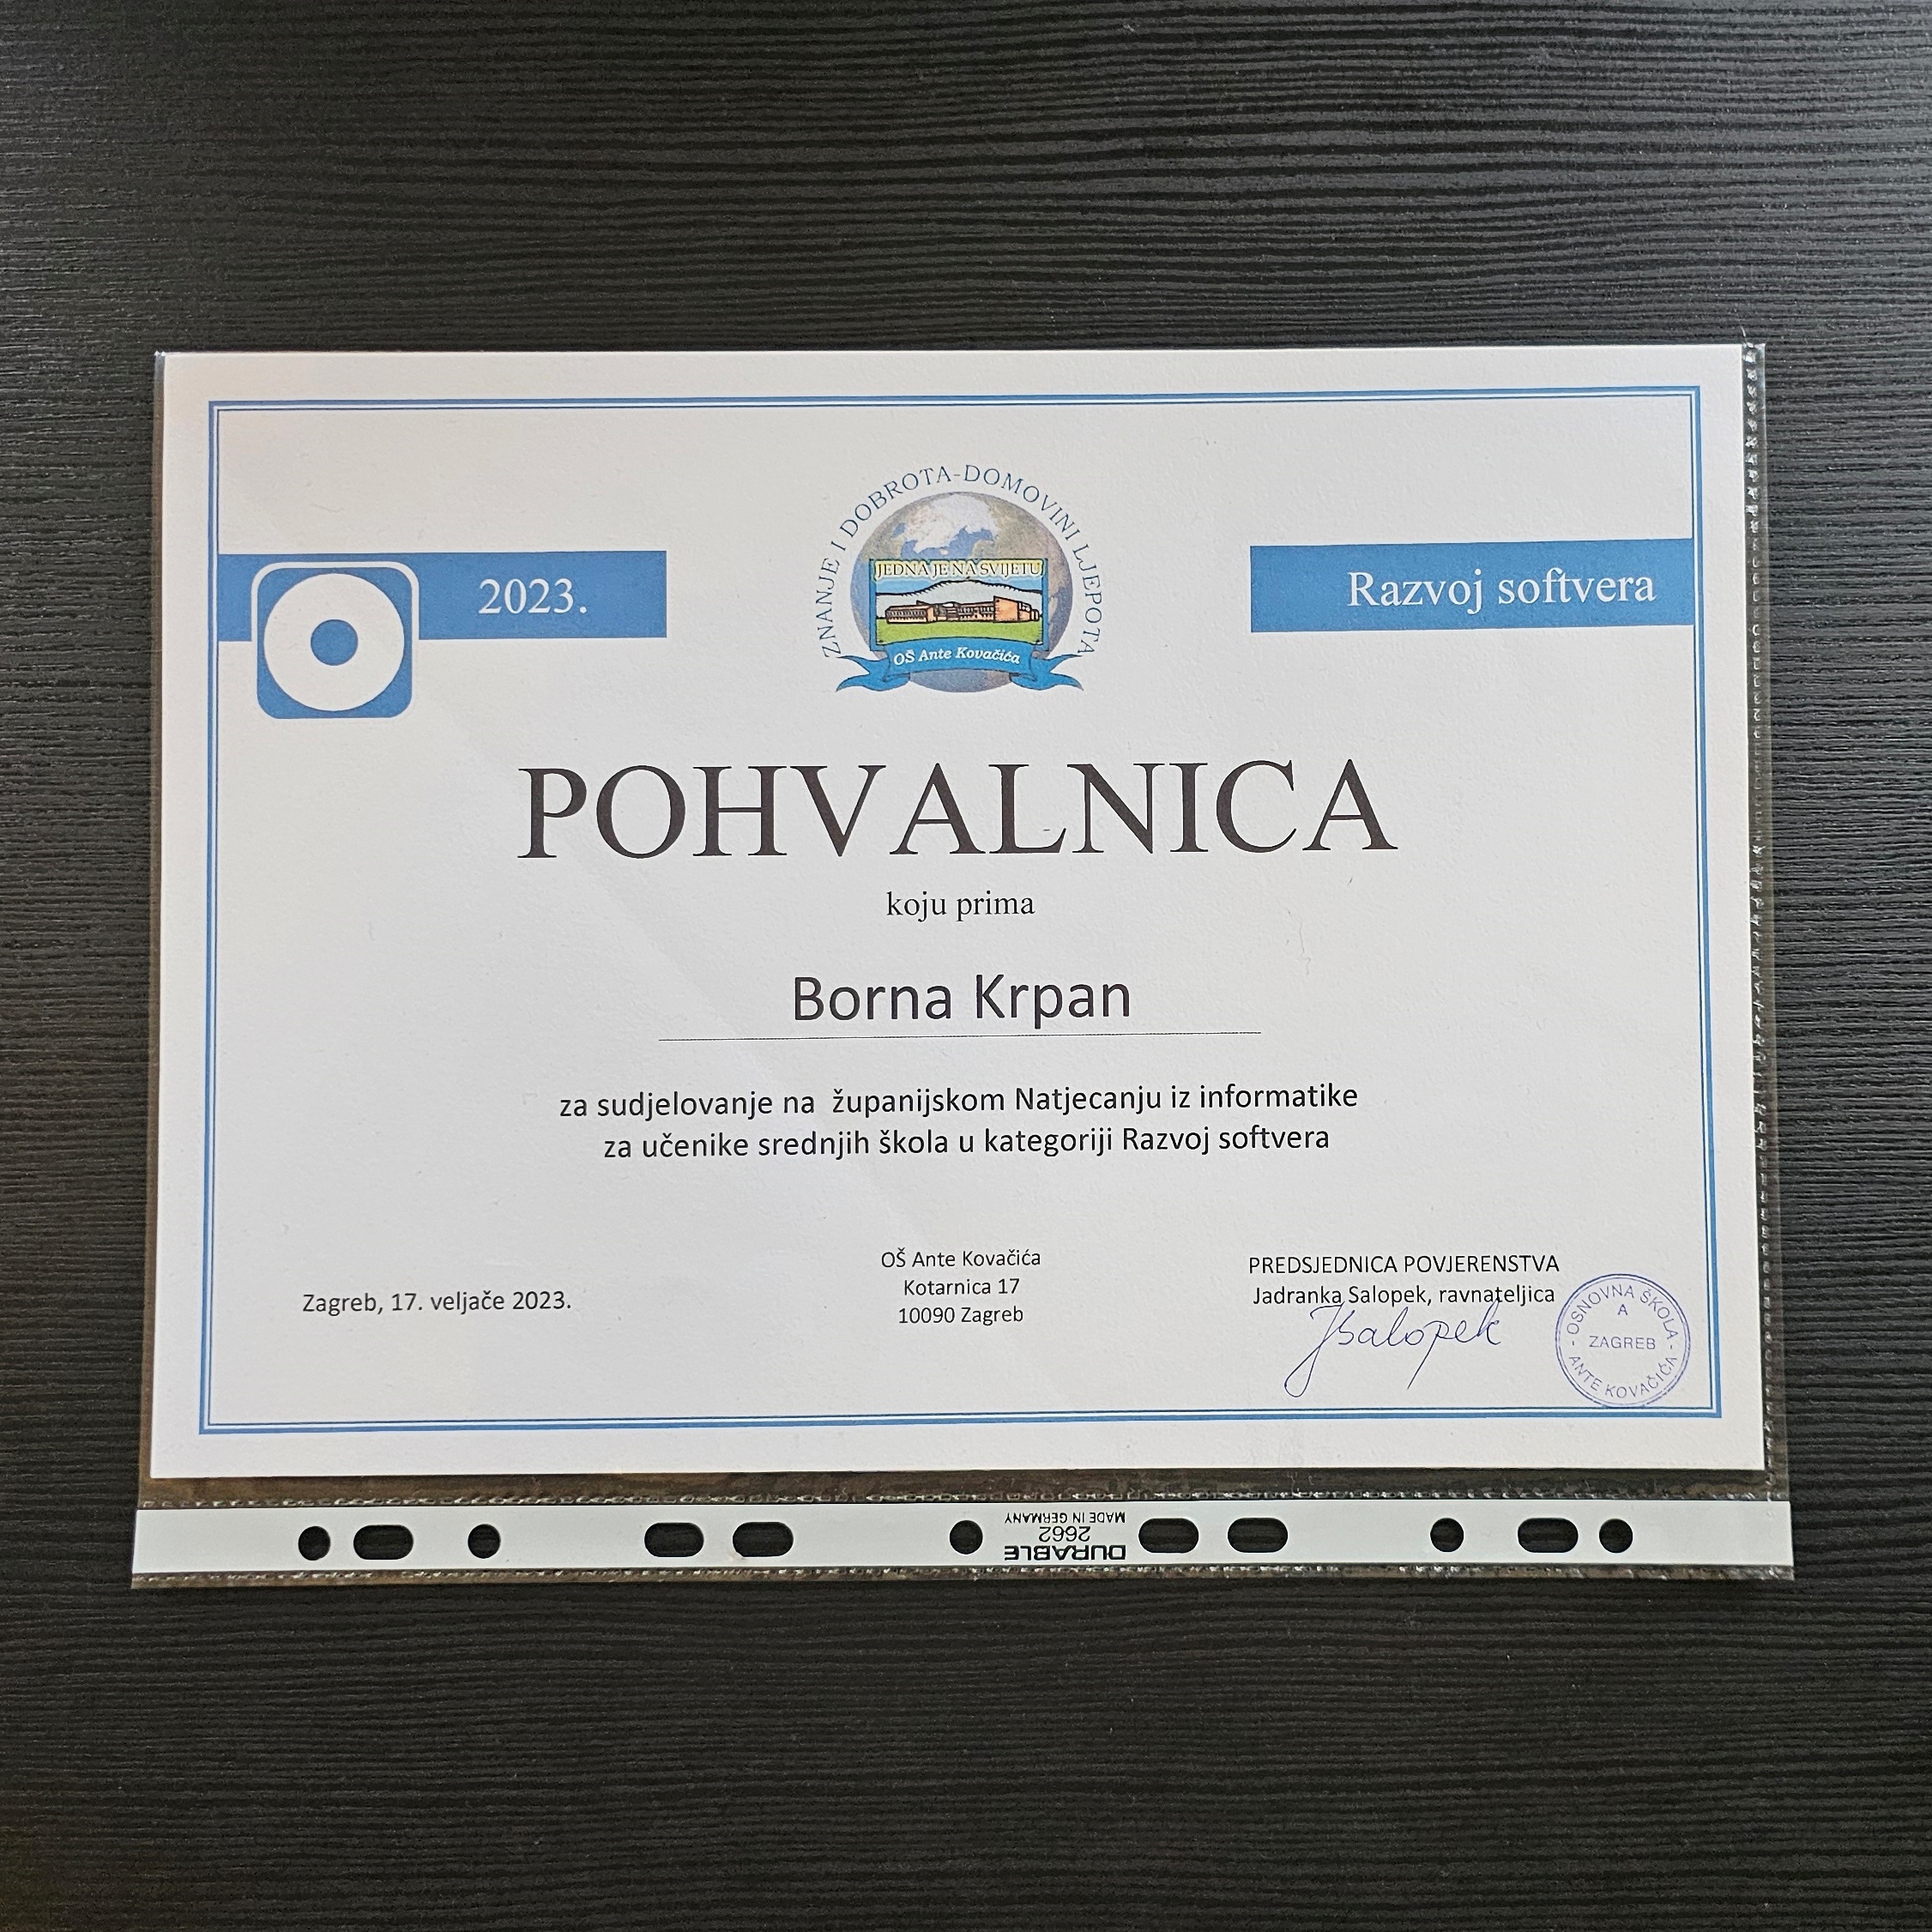 ZNANJE I DOBROTA-DOMOVINI LJEPOTA
JEDNA JE NA SVIJETU
OŠ Ante Kovačića
2023.
Razvoj softvera
POHVALNICA
koju prima
Borna Krpan
za sudjelovanje na županijskom Natjecanju iz informatike
za učenike srednjih škola u kategoriji Razvoj softvera
Zagreb, 17. veljače 2023.
OŠ Ante Kovačića
Kotarnica 17
10090 Zagreb
PREDSJEDNICA POVJERENSTVA
Jadranka Salopek, ravnateljica
JSalopek
- OSNOVNA ŠKOLA -
A
ZAGREB
ANTE KOVAČIĆA
DURABLE
2662
MADE IN GERMANY